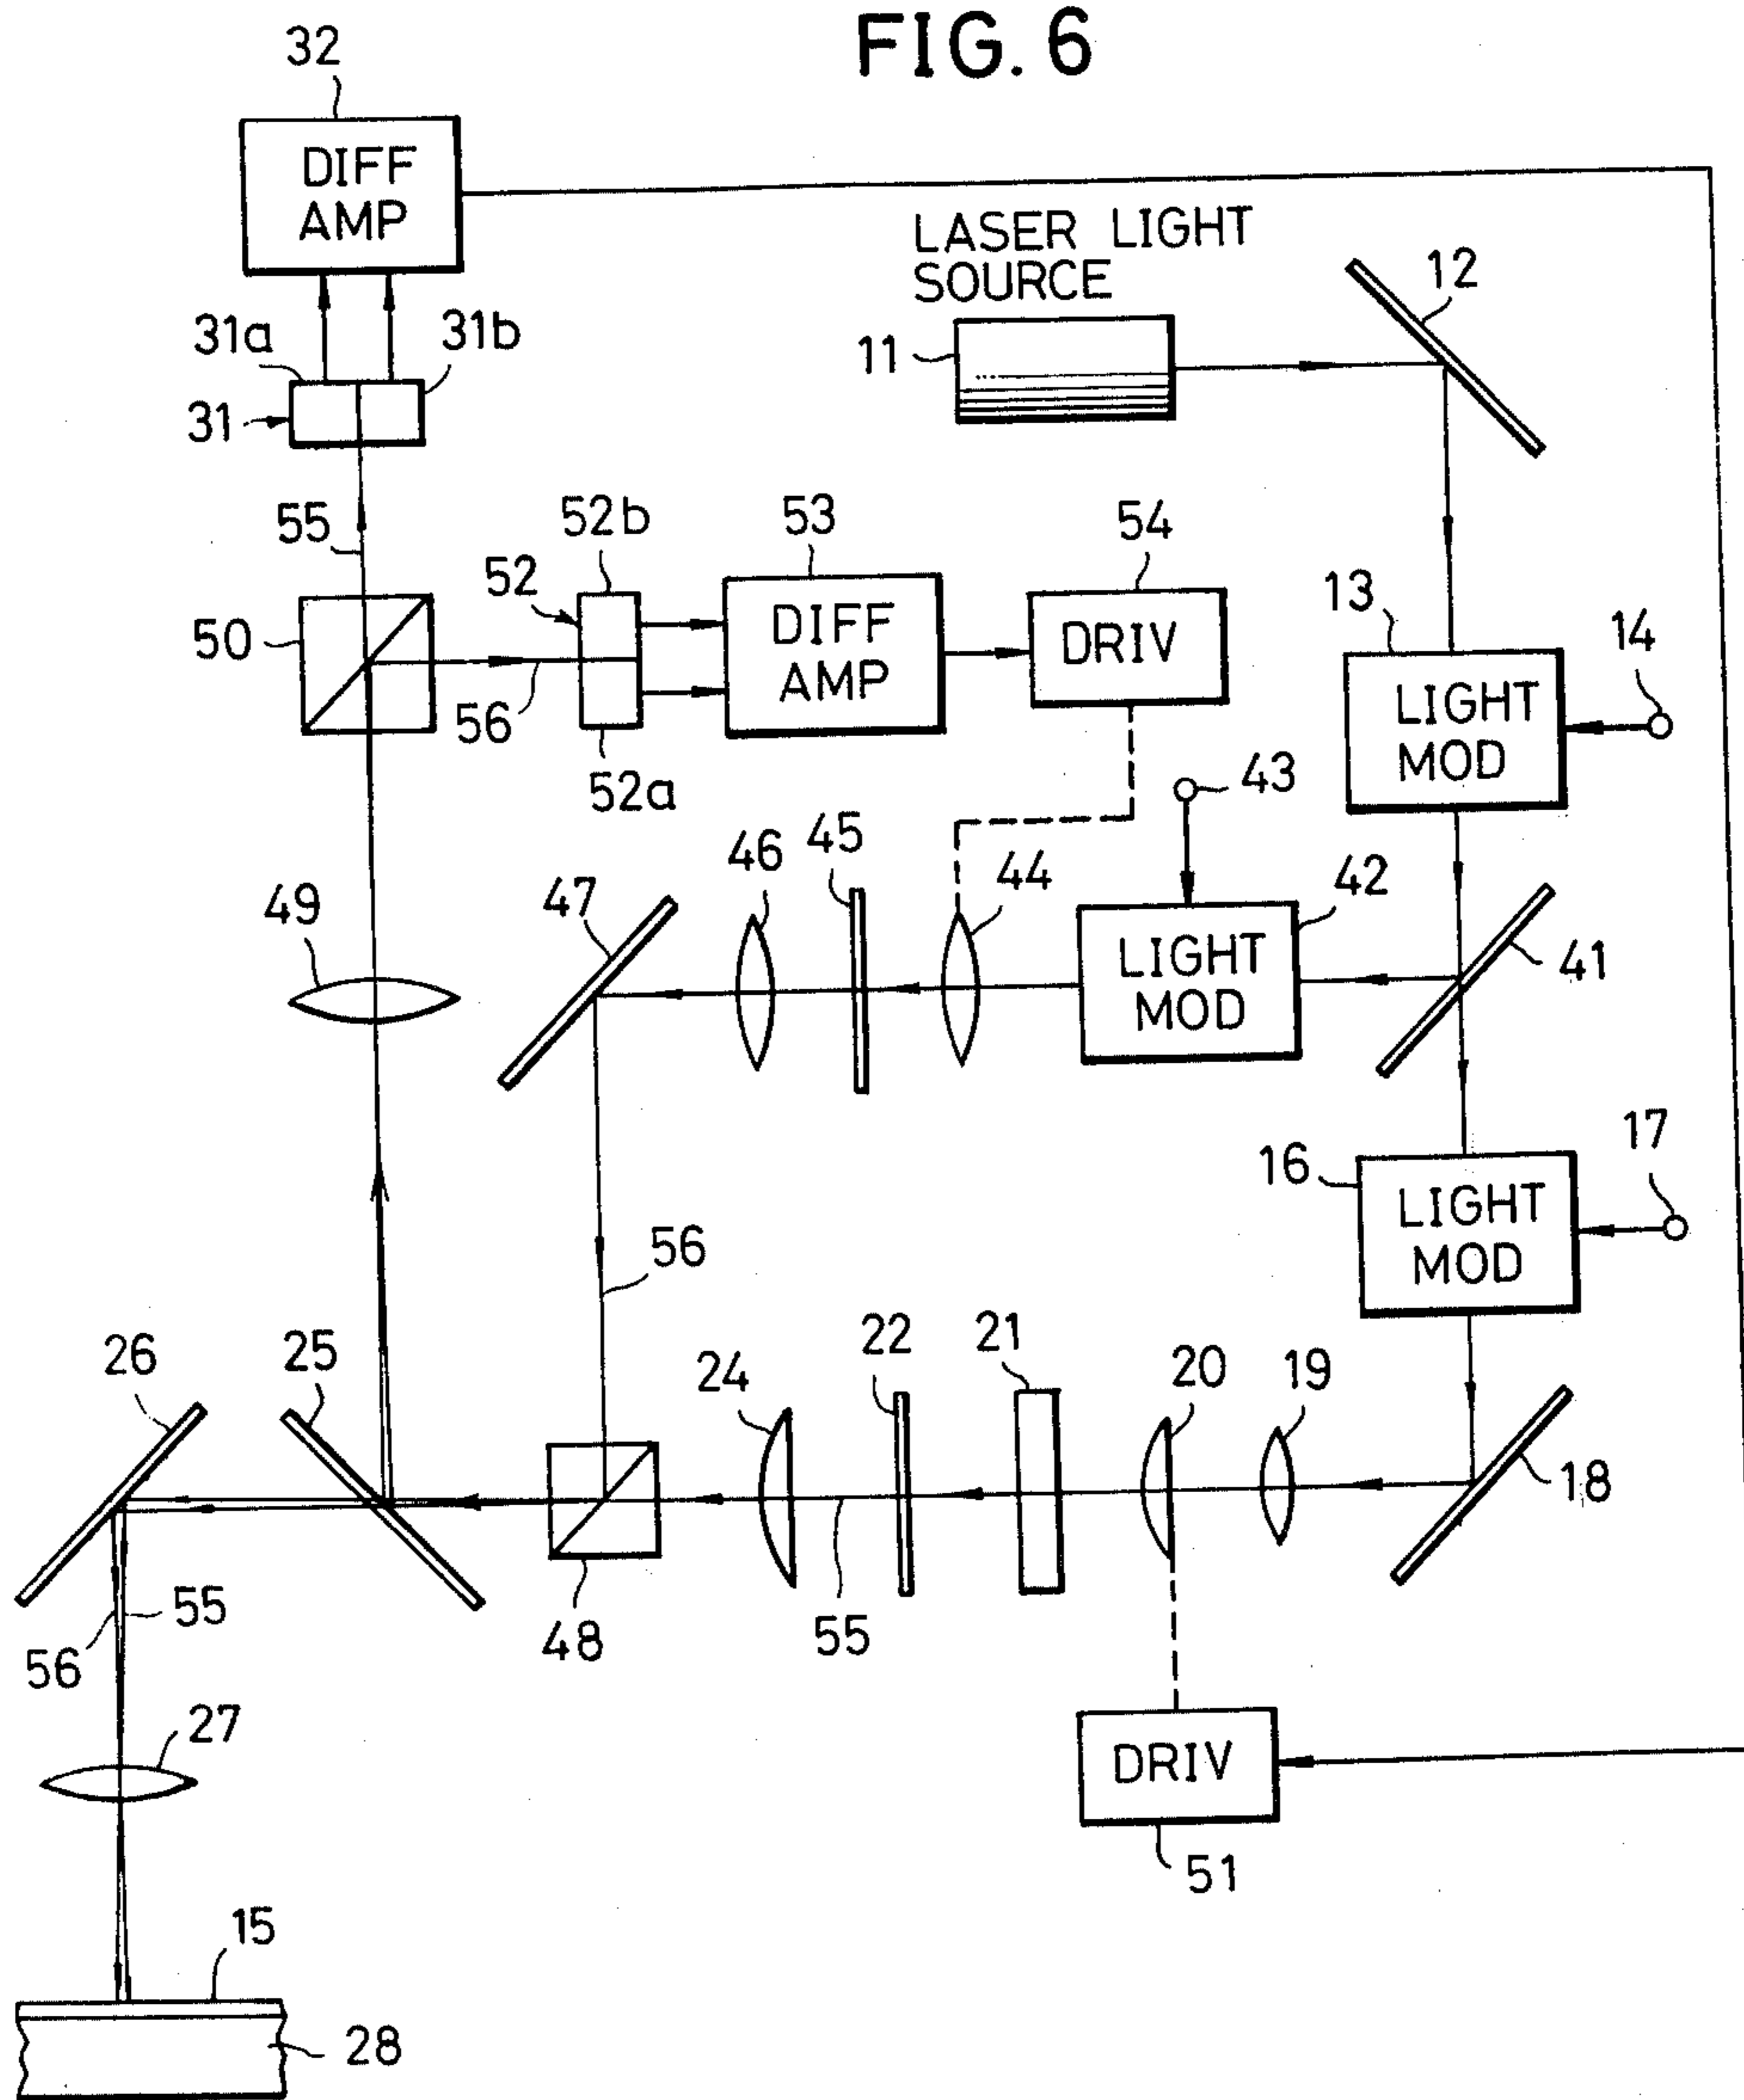 FIG. 6
32
DIFF
AMP
LASER LIGHT
SOURCE
12
31a
31b
11
31
55
52b
53
54
52
13
14
50
DIFF
AMP
DRIV
56
LIGHT
MOD
52a
43
46
45
44
42
47
49
LIGHT
MOD
41
16
17
LIGHT
MOD
56
26
25
24
22
21
20
19
18
55
56
48
55
27
DRIV
51
15
28